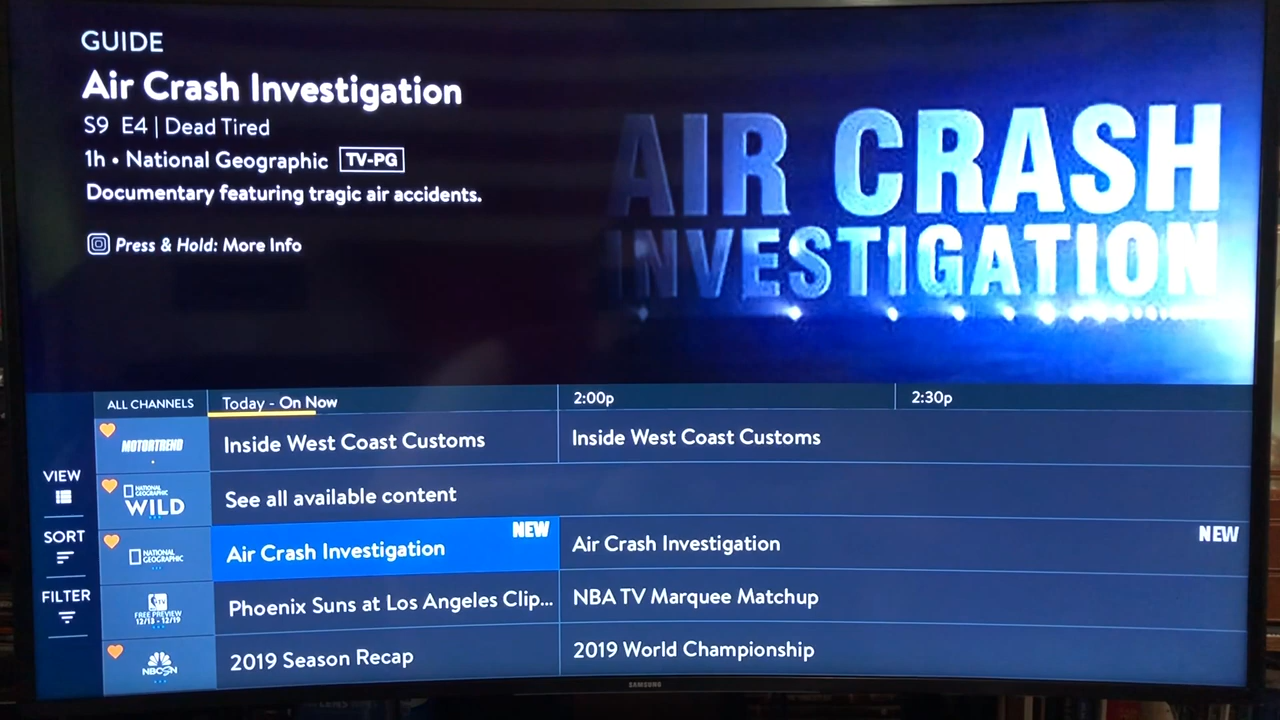 GUIDE
Air Crash Investigation
S9 E4 | Dead Tired
1h • National Geographic TV-PG
Documentary featuring tragic air accidents.
Press & Hold: More Info
AIR CRASH
INVESTIGATION
ALL CHANNELS Today - On Now 2:00p 2:30p
MOTORTREND Inside West Coast Customs Inside West Coast Customs
VIEW
NATIONAL
GEOGRAPHIC
WILD See all available content
SORT
NATIONAL
GEOGRAPHIC Air Crash Investigation NEW Air Crash Investigation NEW
FILTER
FREE PREVIEW
12/13 - 12/19 Phoenix Suns at Los Angeles Clip... NBA TV Marquee Matchup
NBCSN 2019 Season Recap 2019 World Championship
SAMSUNG